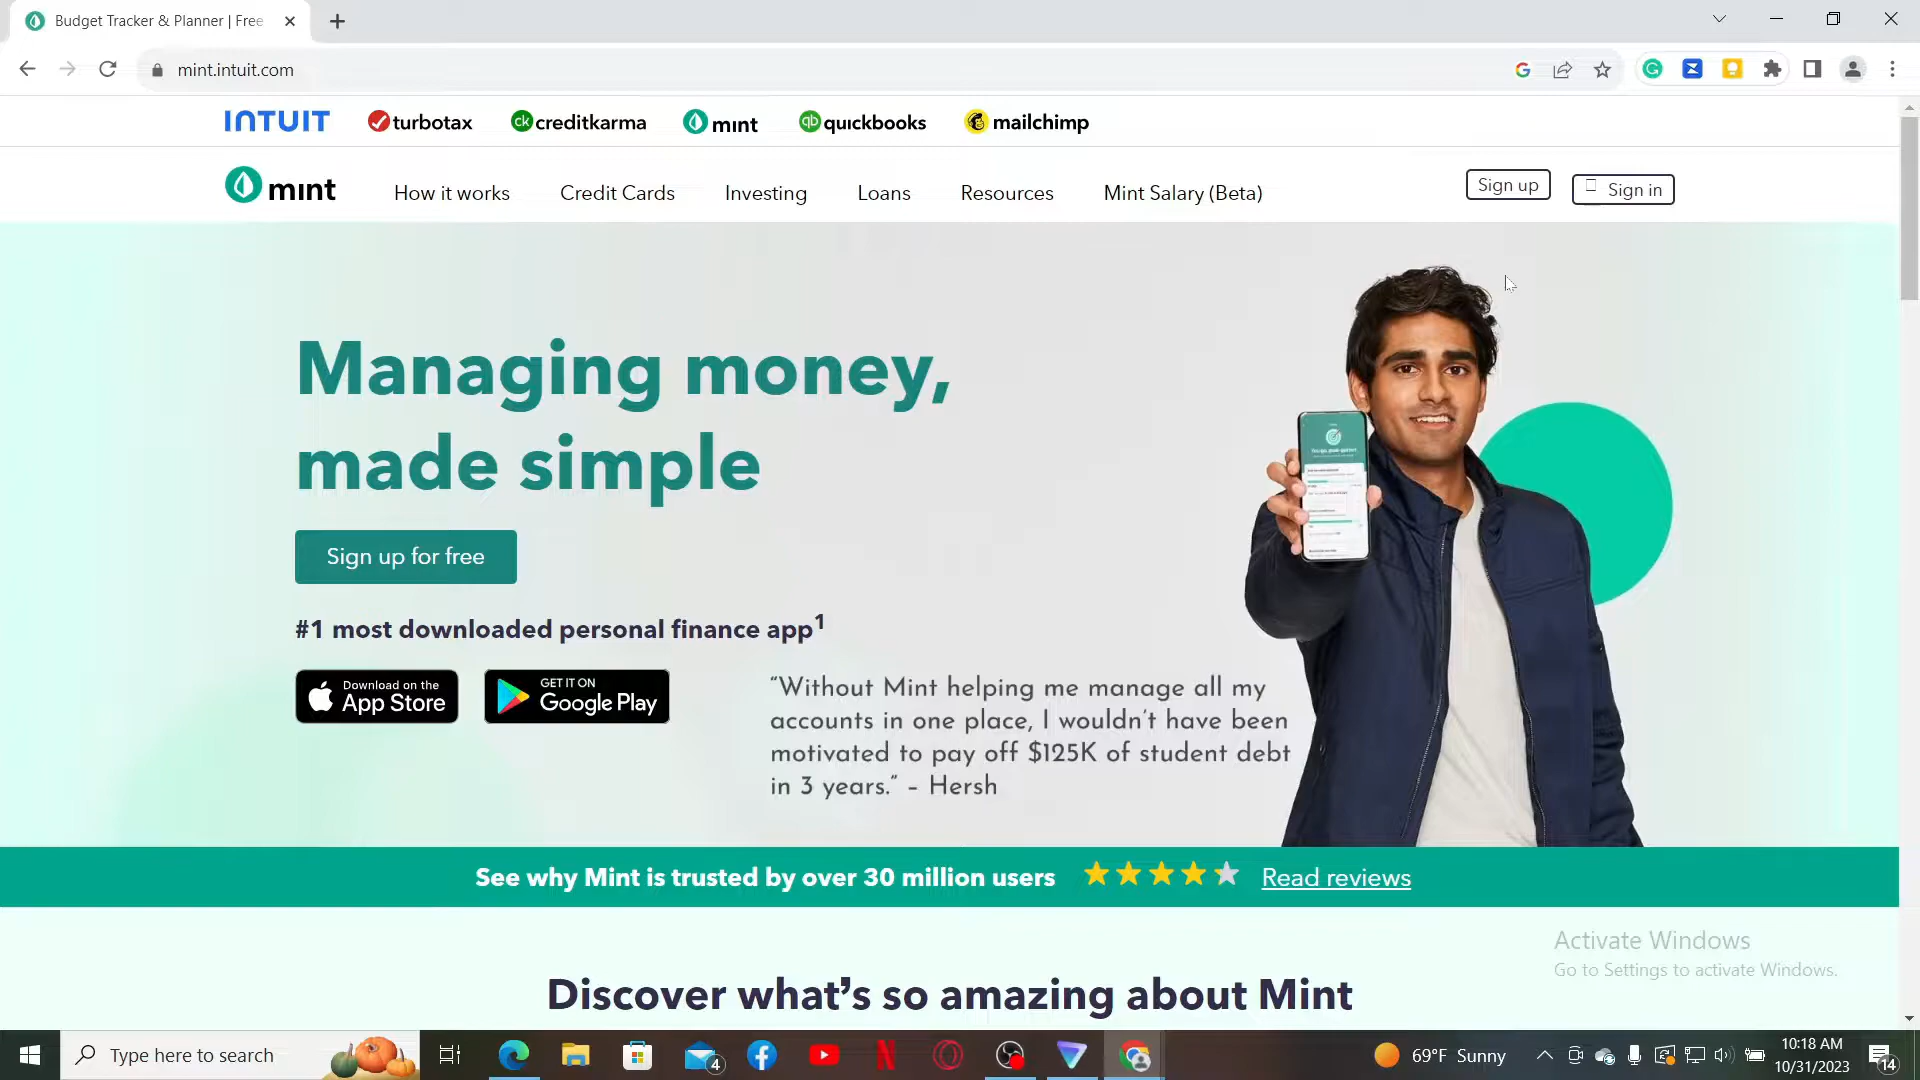 Budget Tracker & Planner | Free
mint.intuit.com
INTUIT turbotax creditkarma mint quickbooks mailchimp
mint How it works Credit Cards Investing Loans Resources Mint Salary (Beta) Sign up Sign in
Managing money,
made simple
Sign up for free
#1 most downloaded personal finance app1
Download on the
App Store
GET IT ON
Google Play
“Without Mint helping me manage all my
accounts in one place, I wouldn’t have been
motivated to pay off $125K of student debt
in 3 years.” – Hersh
See why Mint is trusted by over 30 million users Read reviews
Activate Windows
Go to Settings to activate Windows.
Discover what’s so amazing about Mint
Type here to search
4
69°F Sunny
10:18 AM
10/31/2023
14